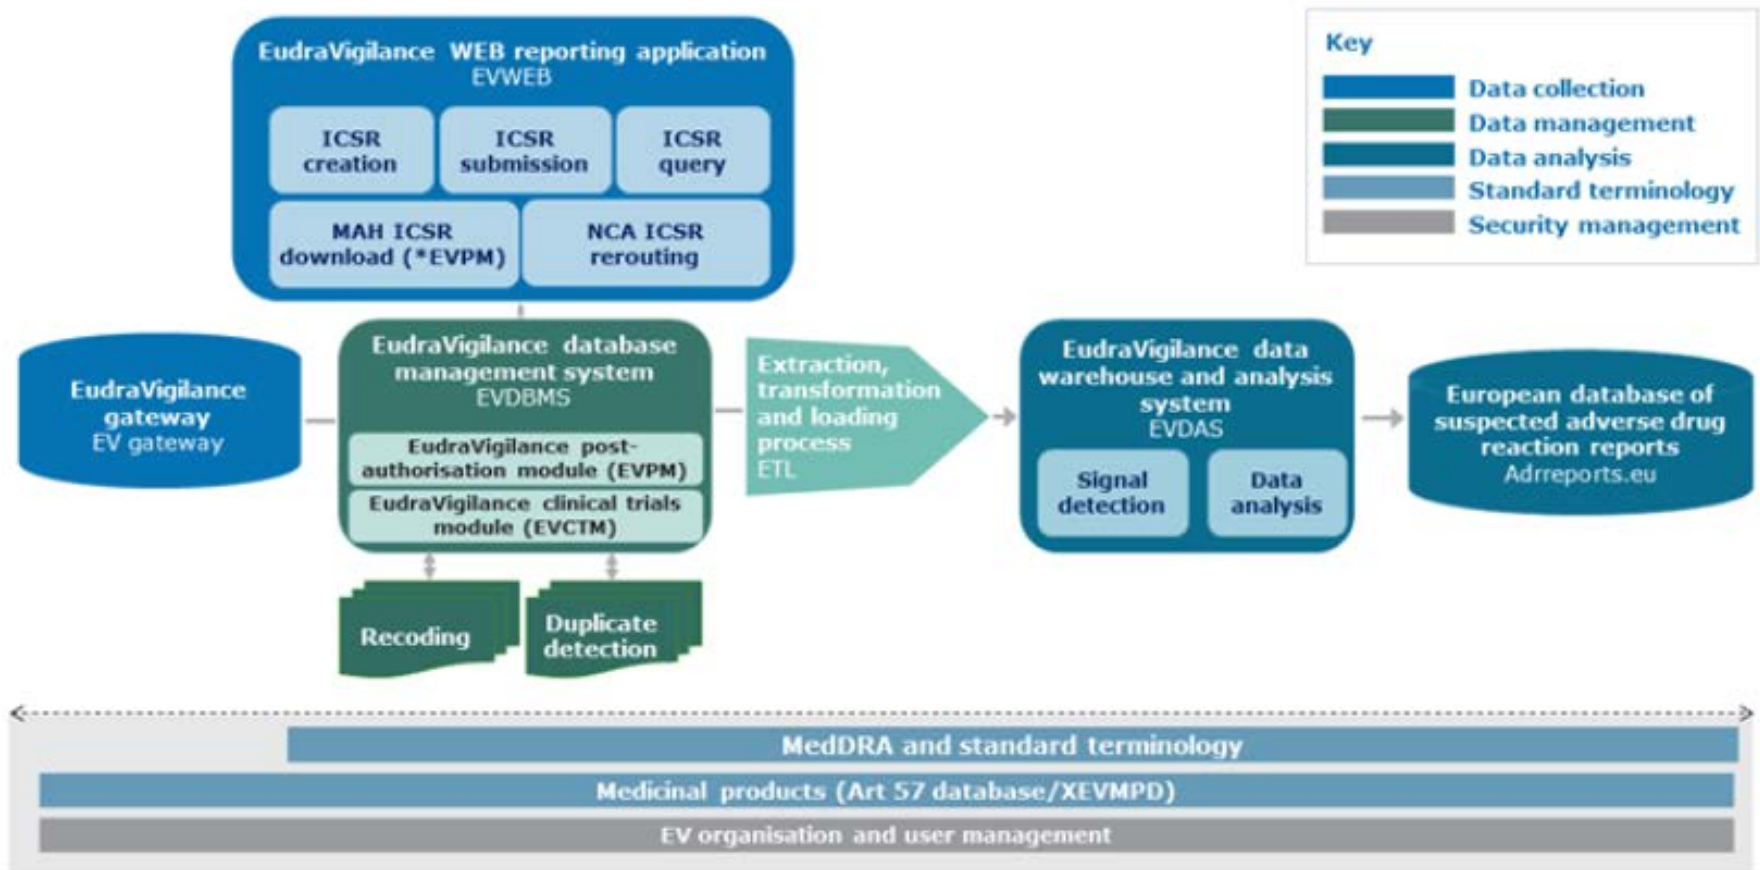 EudraVigilance WEB reporting application
EVWEB
ICSR
creation
ICSR
submission
ICSR
query
MAH ICSR
download (*EVPM)
NCA ICSR
rerouting
Key
Data collection
Data management
Data analysis
Standard terminology
Security management
EudraVigilance
gateway
EV gateway
EudraVigilance database
management system
EVDBMS
EudraVigilance post-
authorisation module (EVPM)
EudraVigilance clinical trials
module (EVCTM)
Extraction,
transformation
and loading
process
ETL
EudraVigilance data
warehouse and analysis
system
EVDAS
Signal
detection
Data
analysis
European database of
suspected adverse drug
reaction reports
Adrreports.eu
Recoding
Duplicate
detection
MedDRA and standard terminology
Medicinal products (Art 57 database/XEVMPD)
EV organisation and user management